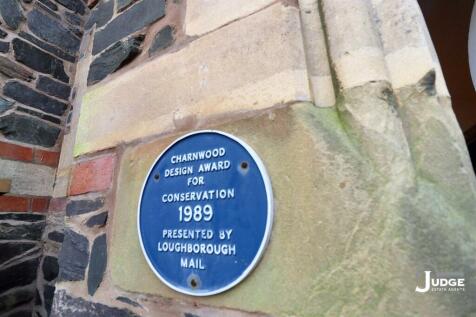 CHARNWOOD
DESIGN AWARD
FOR
CONSERVATION
1989
PRESENTED BY
LOUGHBOROUGH
MAIL
JUDGE
ESTATE AGENTS